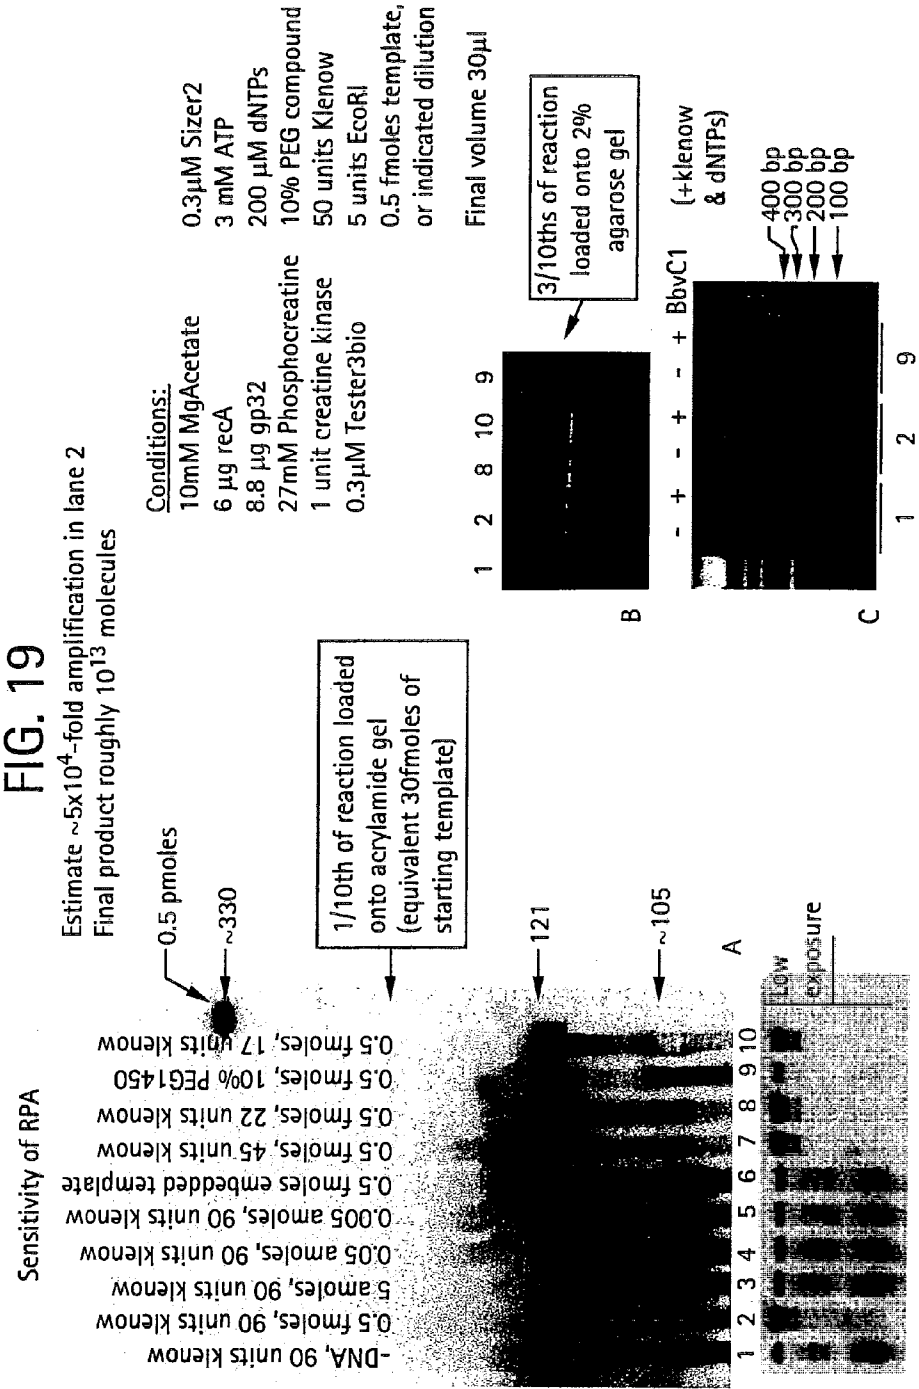 FIG. 19
Estimate ~5x10⁴-fold amplification in lane 2
Final product roughly 10¹³ molecules
Sensitivity of RPA
-DNA, 90 units klenow
0.5 fmoles, 90 units klenow
5 amoles, 90 units klenow
0.05 amoles, 90 units klenow
0.005 amoles, 90 units klenow
0.5 fmoles embedded template
0.5 fmoles, 45 units klenow
0.5 fmoles, 22 units klenow
0.5 fmoles, 10% PEG1450
0.5 fmoles, 17 units klenow
0.5 pmoles
~330
1/10th of reaction loaded
onto acrylamide gel
(equivalent 30fmoles of
starting template)
121
~105
A
1 2 3 4 5 6 7 8 9 10
Low
exposure
Conditions:
10mM MgAcetate
6 µg recA
8.8 µg gp32
27mM Phosphocreatine
1 unit creatine kinase
0.3µM Tester3bio
0.3µM Sizer2
3 mM ATP
200 µM dNTPs
10% PEG compound
50 units Klenow
5 units EcoRI
0.5 fmoles template,
or indicated dilution
Final volume 30µl
1 2 8 10 9
B
3/10ths of reaction
loaded onto 2%
agarose gel
- + - + - + BbvC1
(+klenow
& dNTPs)
400 bp
300 bp
200 bp
100 bp
C
1 2 9